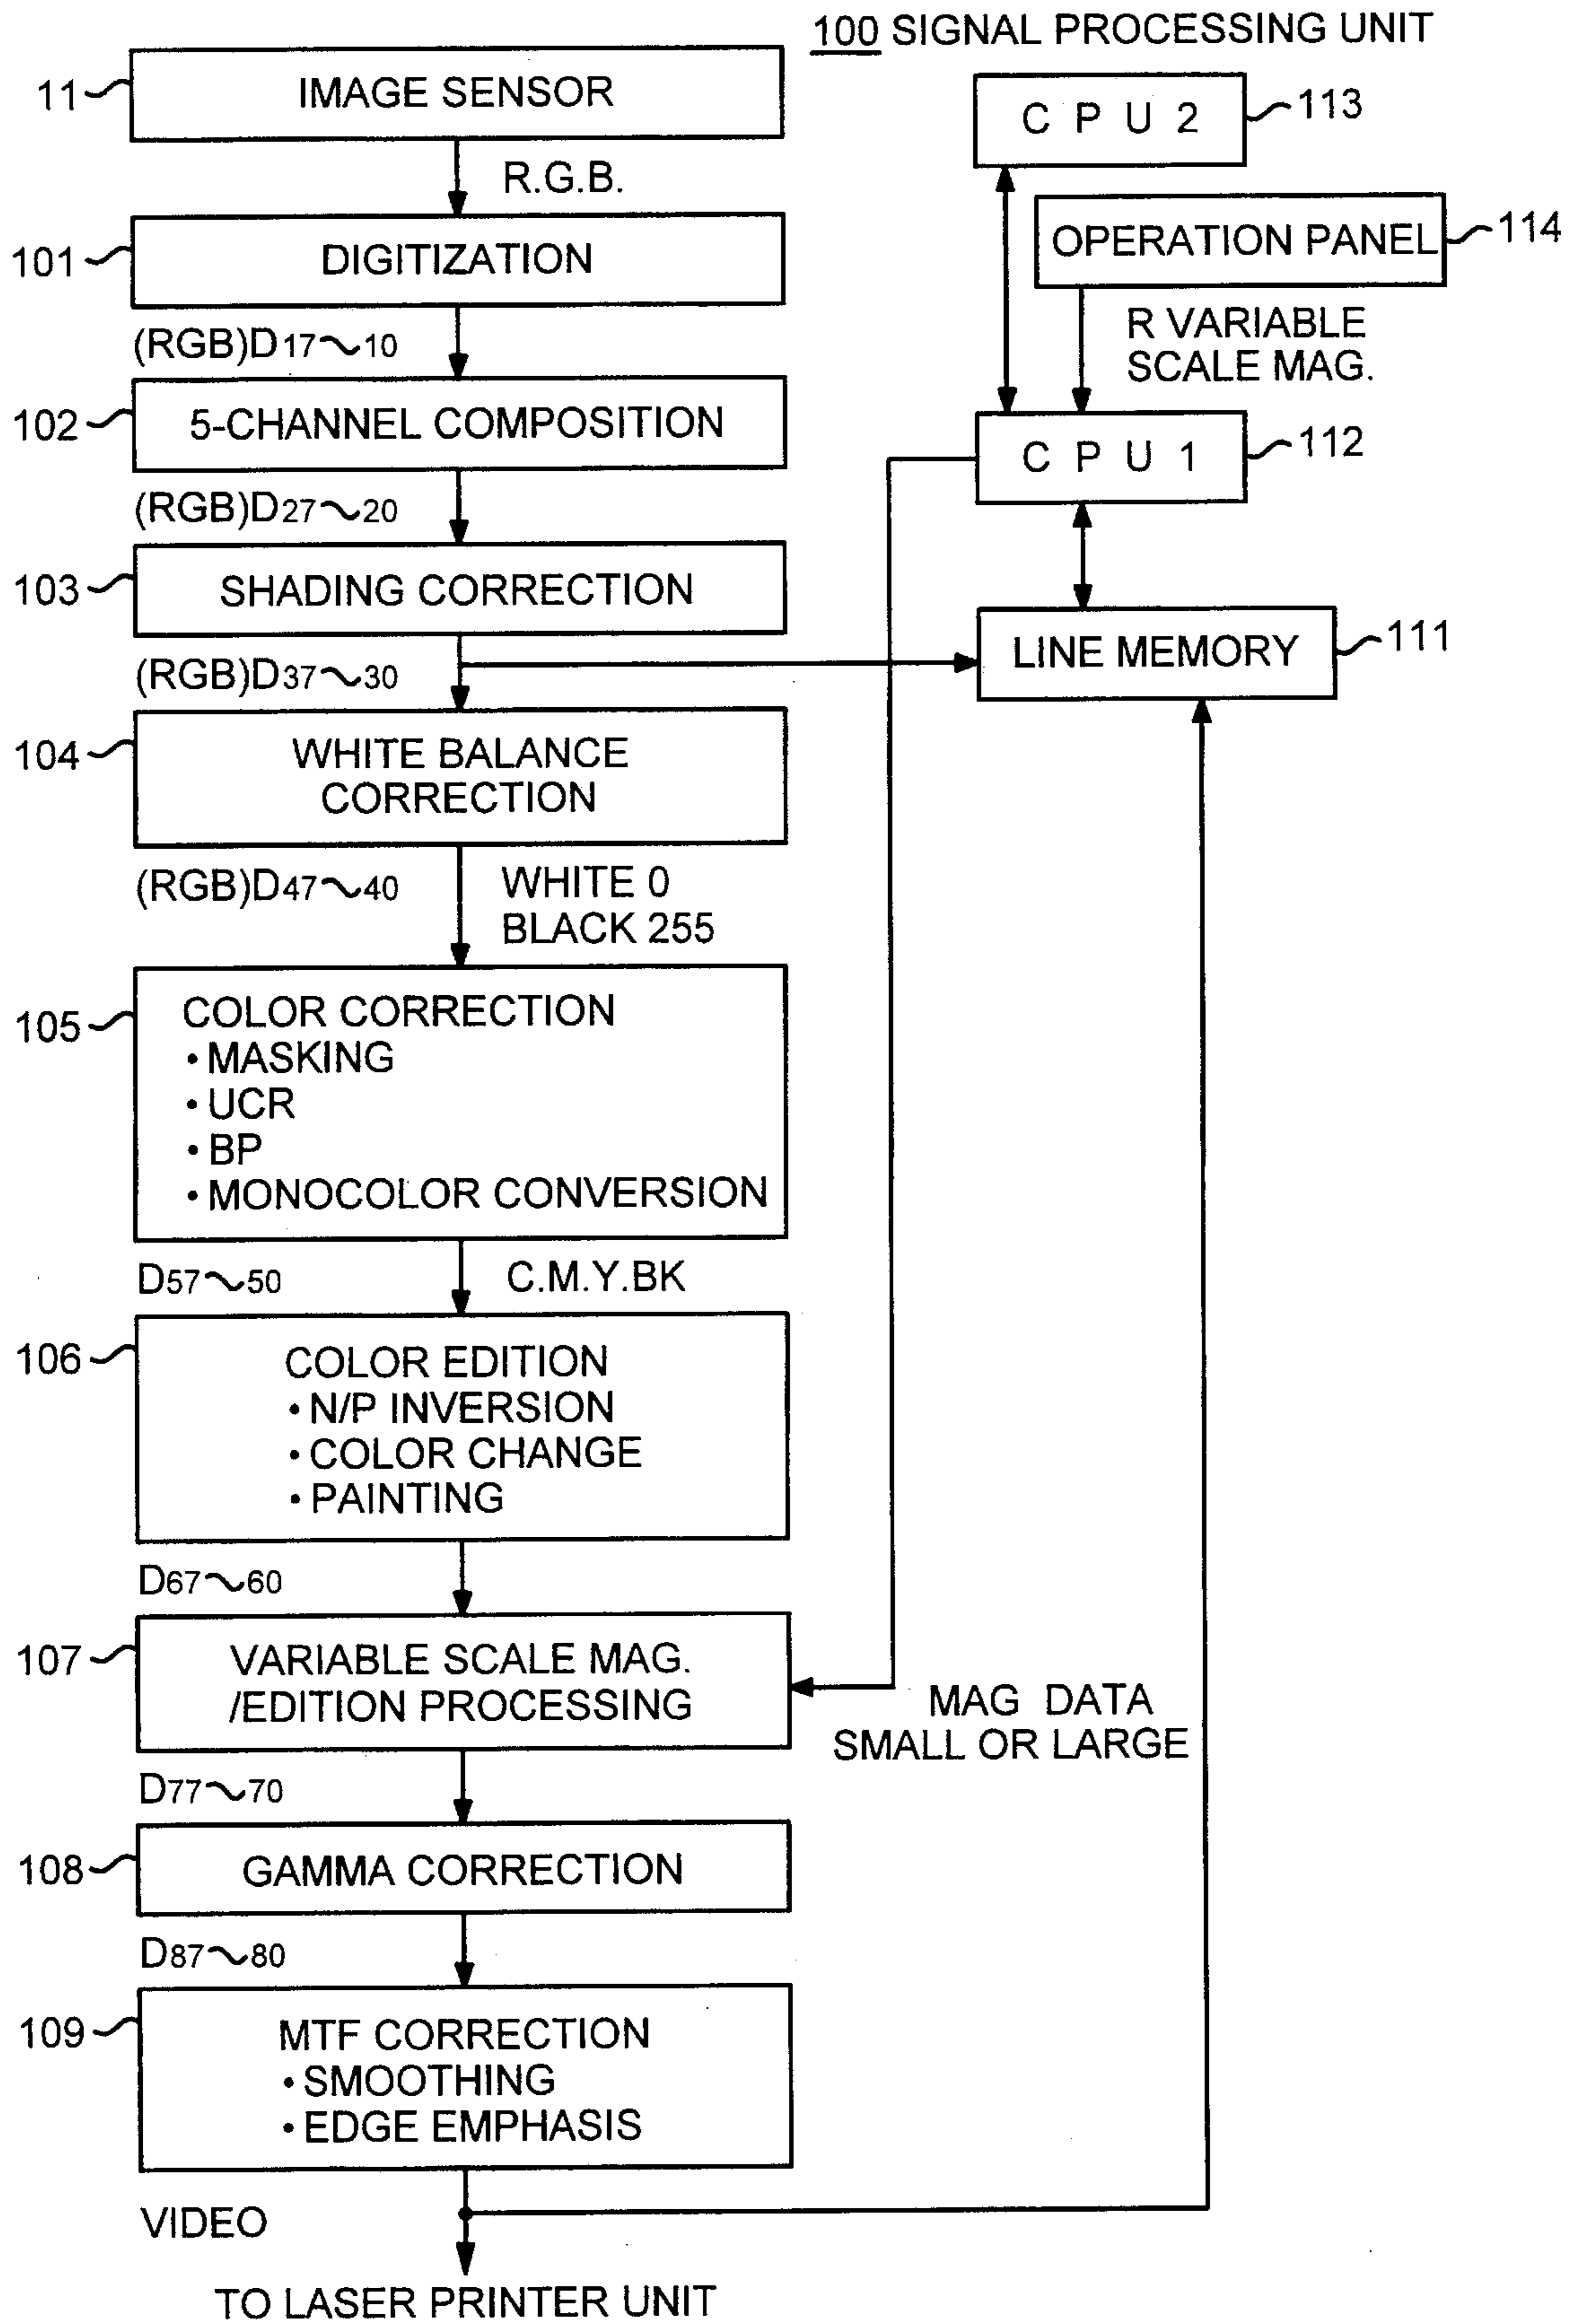 100 SIGNAL PROCESSING UNIT
11
IMAGE SENSOR
R.G.B.
101
DIGITIZATION
(RGB)D17~10
102
5-CHANNEL COMPOSITION
(RGB)D27~20
103
SHADING CORRECTION
(RGB)D37~30
104
WHITE BALANCE
CORRECTION
(RGB)D47~40
WHITE 0
BLACK 255
105
COLOR CORRECTION
• MASKING
• UCR
• BP
• MONOCOLOR CONVERSION
D57~50
C.M.Y.BK
106
COLOR EDITION
• N/P INVERSION
• COLOR CHANGE
• PAINTING
D67~60
107
VARIABLE SCALE MAG.
/EDITION PROCESSING
D77~70
108
GAMMA CORRECTION
D87~80
109
MTF CORRECTION
• SMOOTHING
• EDGE EMPHASIS
VIDEO
TO LASER PRINTER UNIT
C P U 2
113
OPERATION PANEL
114
R VARIABLE
SCALE MAG.
C P U 1
112
LINE MEMORY
111
MAG DATA
SMALL OR LARGE